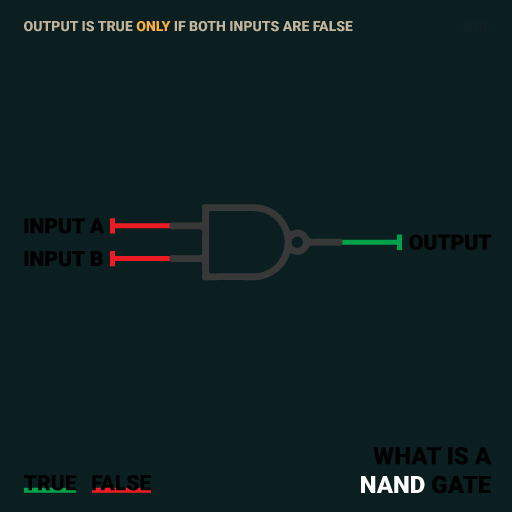 OUTPUT IS TRUE ONLY IF BOTH INPUTS ARE FALSE
INPUT A
INPUT B
OUTPUT
TRUE FALSE
WHAT IS A
NAND GATE